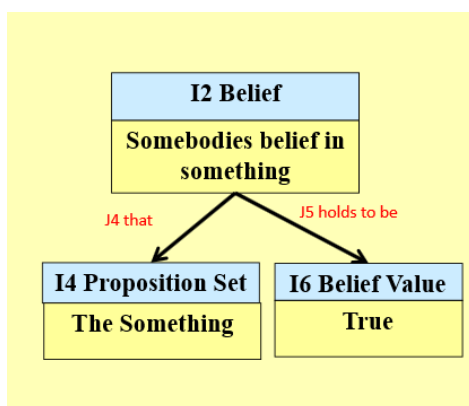 I2 Belief
Somebodies belief in
something
J4 that
J5 holds to be
I4 Proposition Set
The Something
I6 Belief Value
True